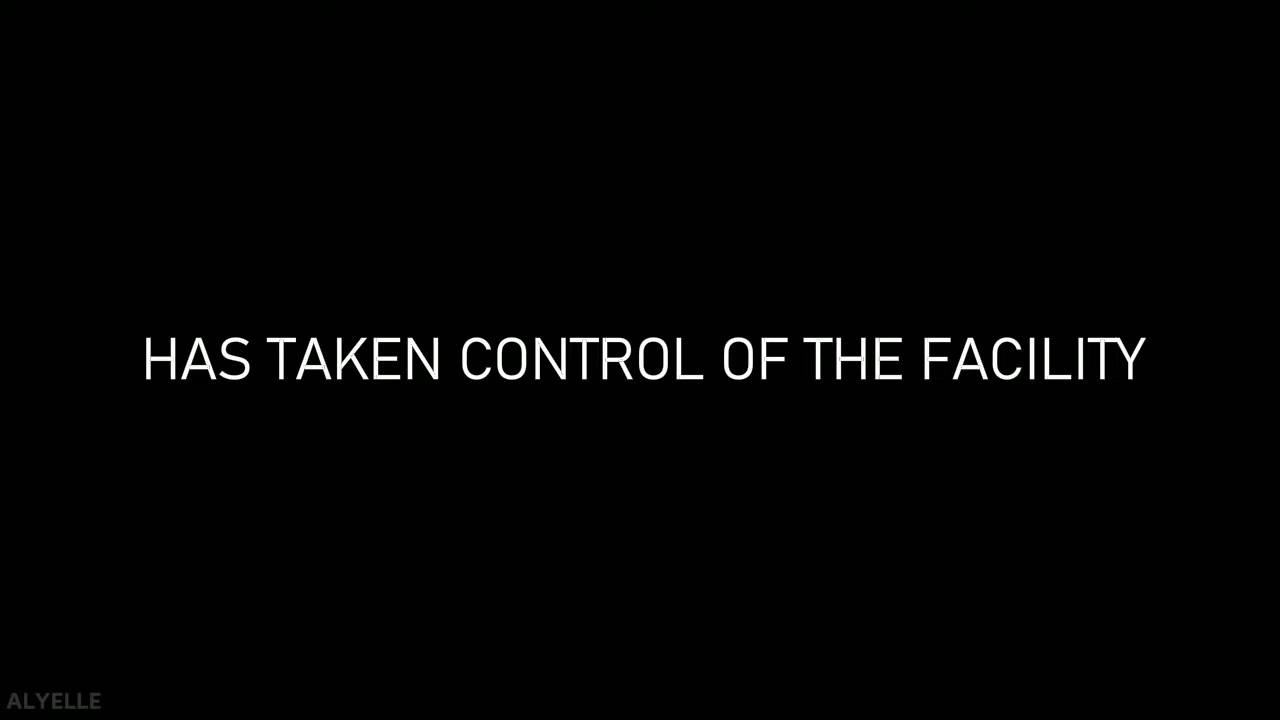 HAS TAKEN CONTROL OF THE FACILITY
ALYELLE